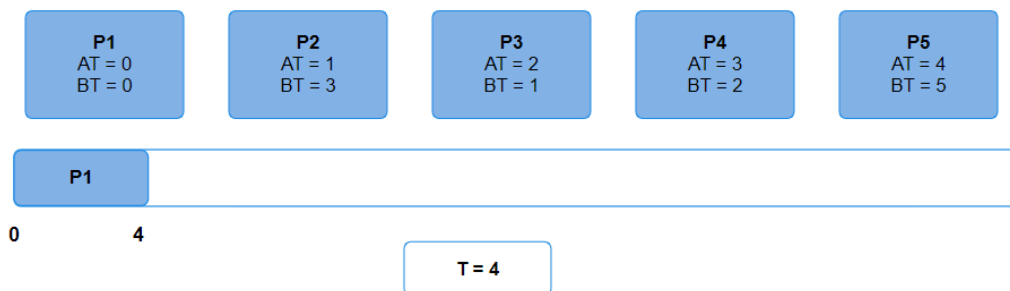 P1
AT = 0
BT = 0
P2
AT = 1
BT = 3
P3
AT = 2
BT = 1
P4
AT = 3
BT = 2
P5
AT = 4
BT = 5
P1
0 4
T = 4